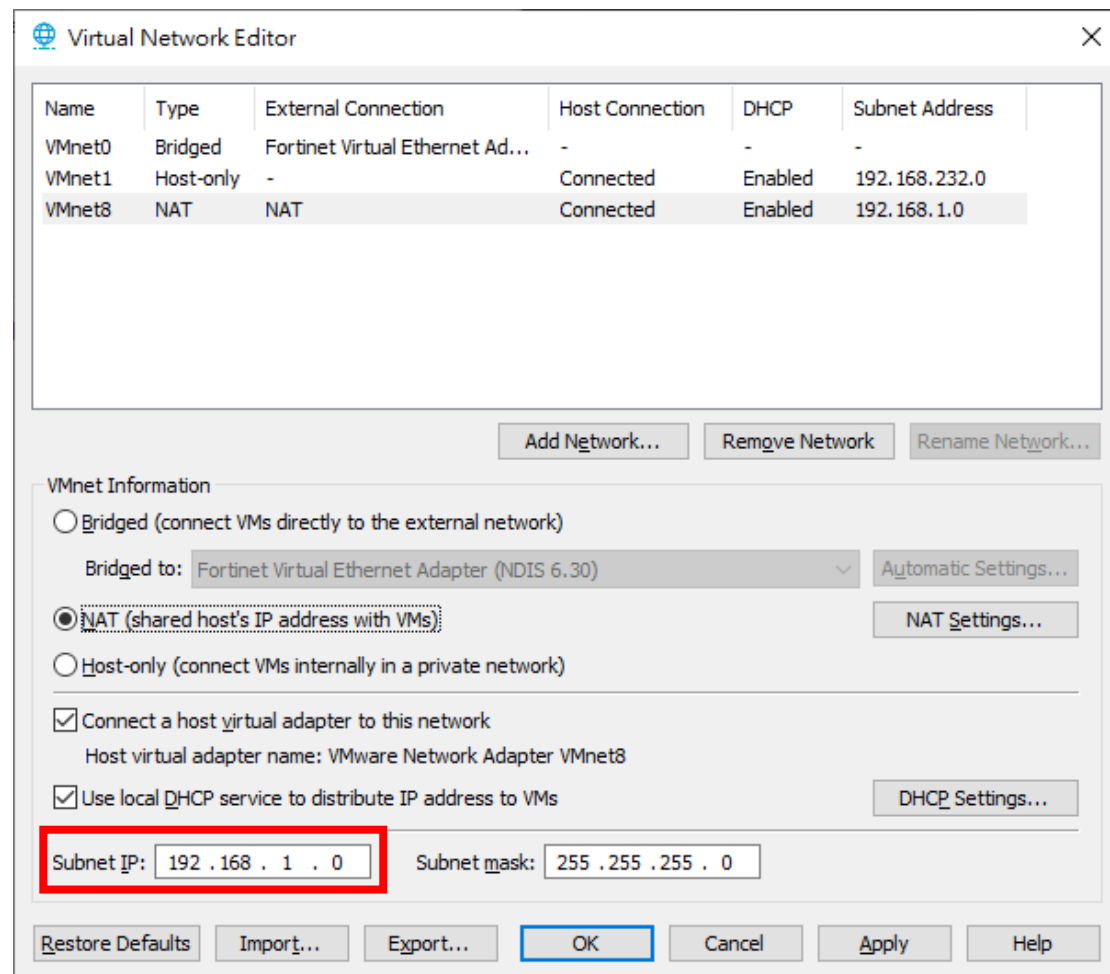 Virtual Network Editor
Name Type External Connection Host Connection DHCP Subnet Address
VMnet0 Bridged Fortinet Virtual Ethernet Ad... - - -
VMnet1 Host-only - Connected Enabled 192.168.232.0
VMnet8 NAT NAT Connected Enabled 192.168.1.0
Add Network... Remove Network Rename Network...
VMnet Information
Bridged (connect VMs directly to the external network)
Bridged to: Fortinet Virtual Ethernet Adapter (NDIS 6.30) Automatic Settings...
NAT (shared host's IP address with VMs) NAT Settings...
Host-only (connect VMs internally in a private network)
Connect a host virtual adapter to this network
Host virtual adapter name: VMware Network Adapter VMnet8
Use local DHCP service to distribute IP address to VMs DHCP Settings...
Subnet IP: 192 . 168 . 1 . 0 Subnet mask: 255 . 255 . 255 . 0
Restore Defaults Import... Export... OK Cancel Apply Help